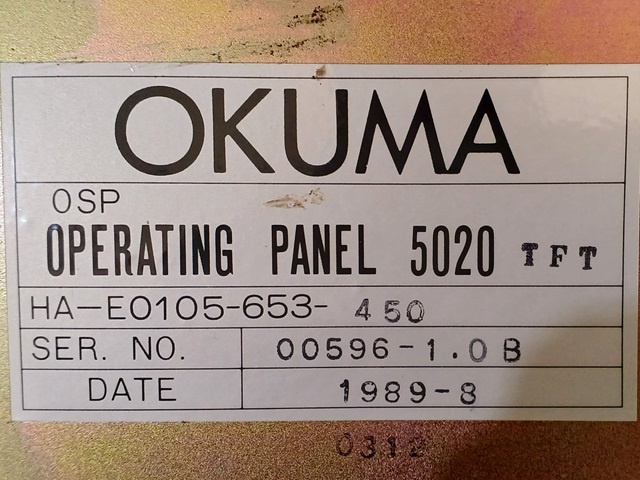 OKUMA
OSP
OPERATING PANEL 5020 TFT
HA-E0105-653- 450
SER. NO. 00596-1.0B
DATE 1989-8
0312